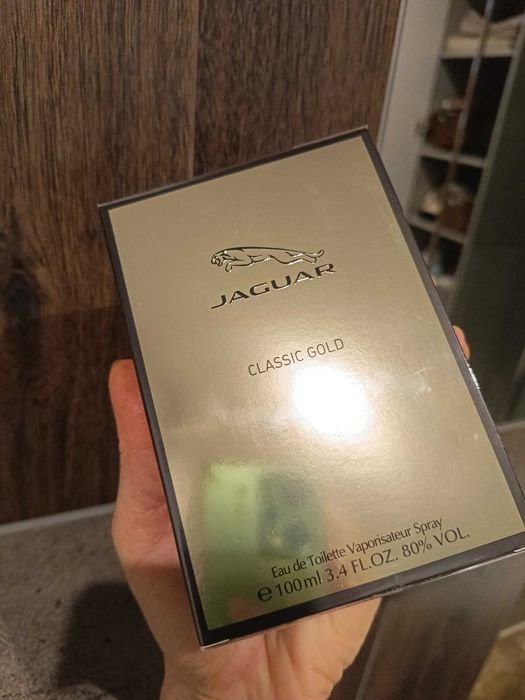 JAGUAR
CLASSIC GOLD
Eau de Toilette Vaporisateur Spray
℮ 100 ml 3.4 FL.OZ. 80% VOL.